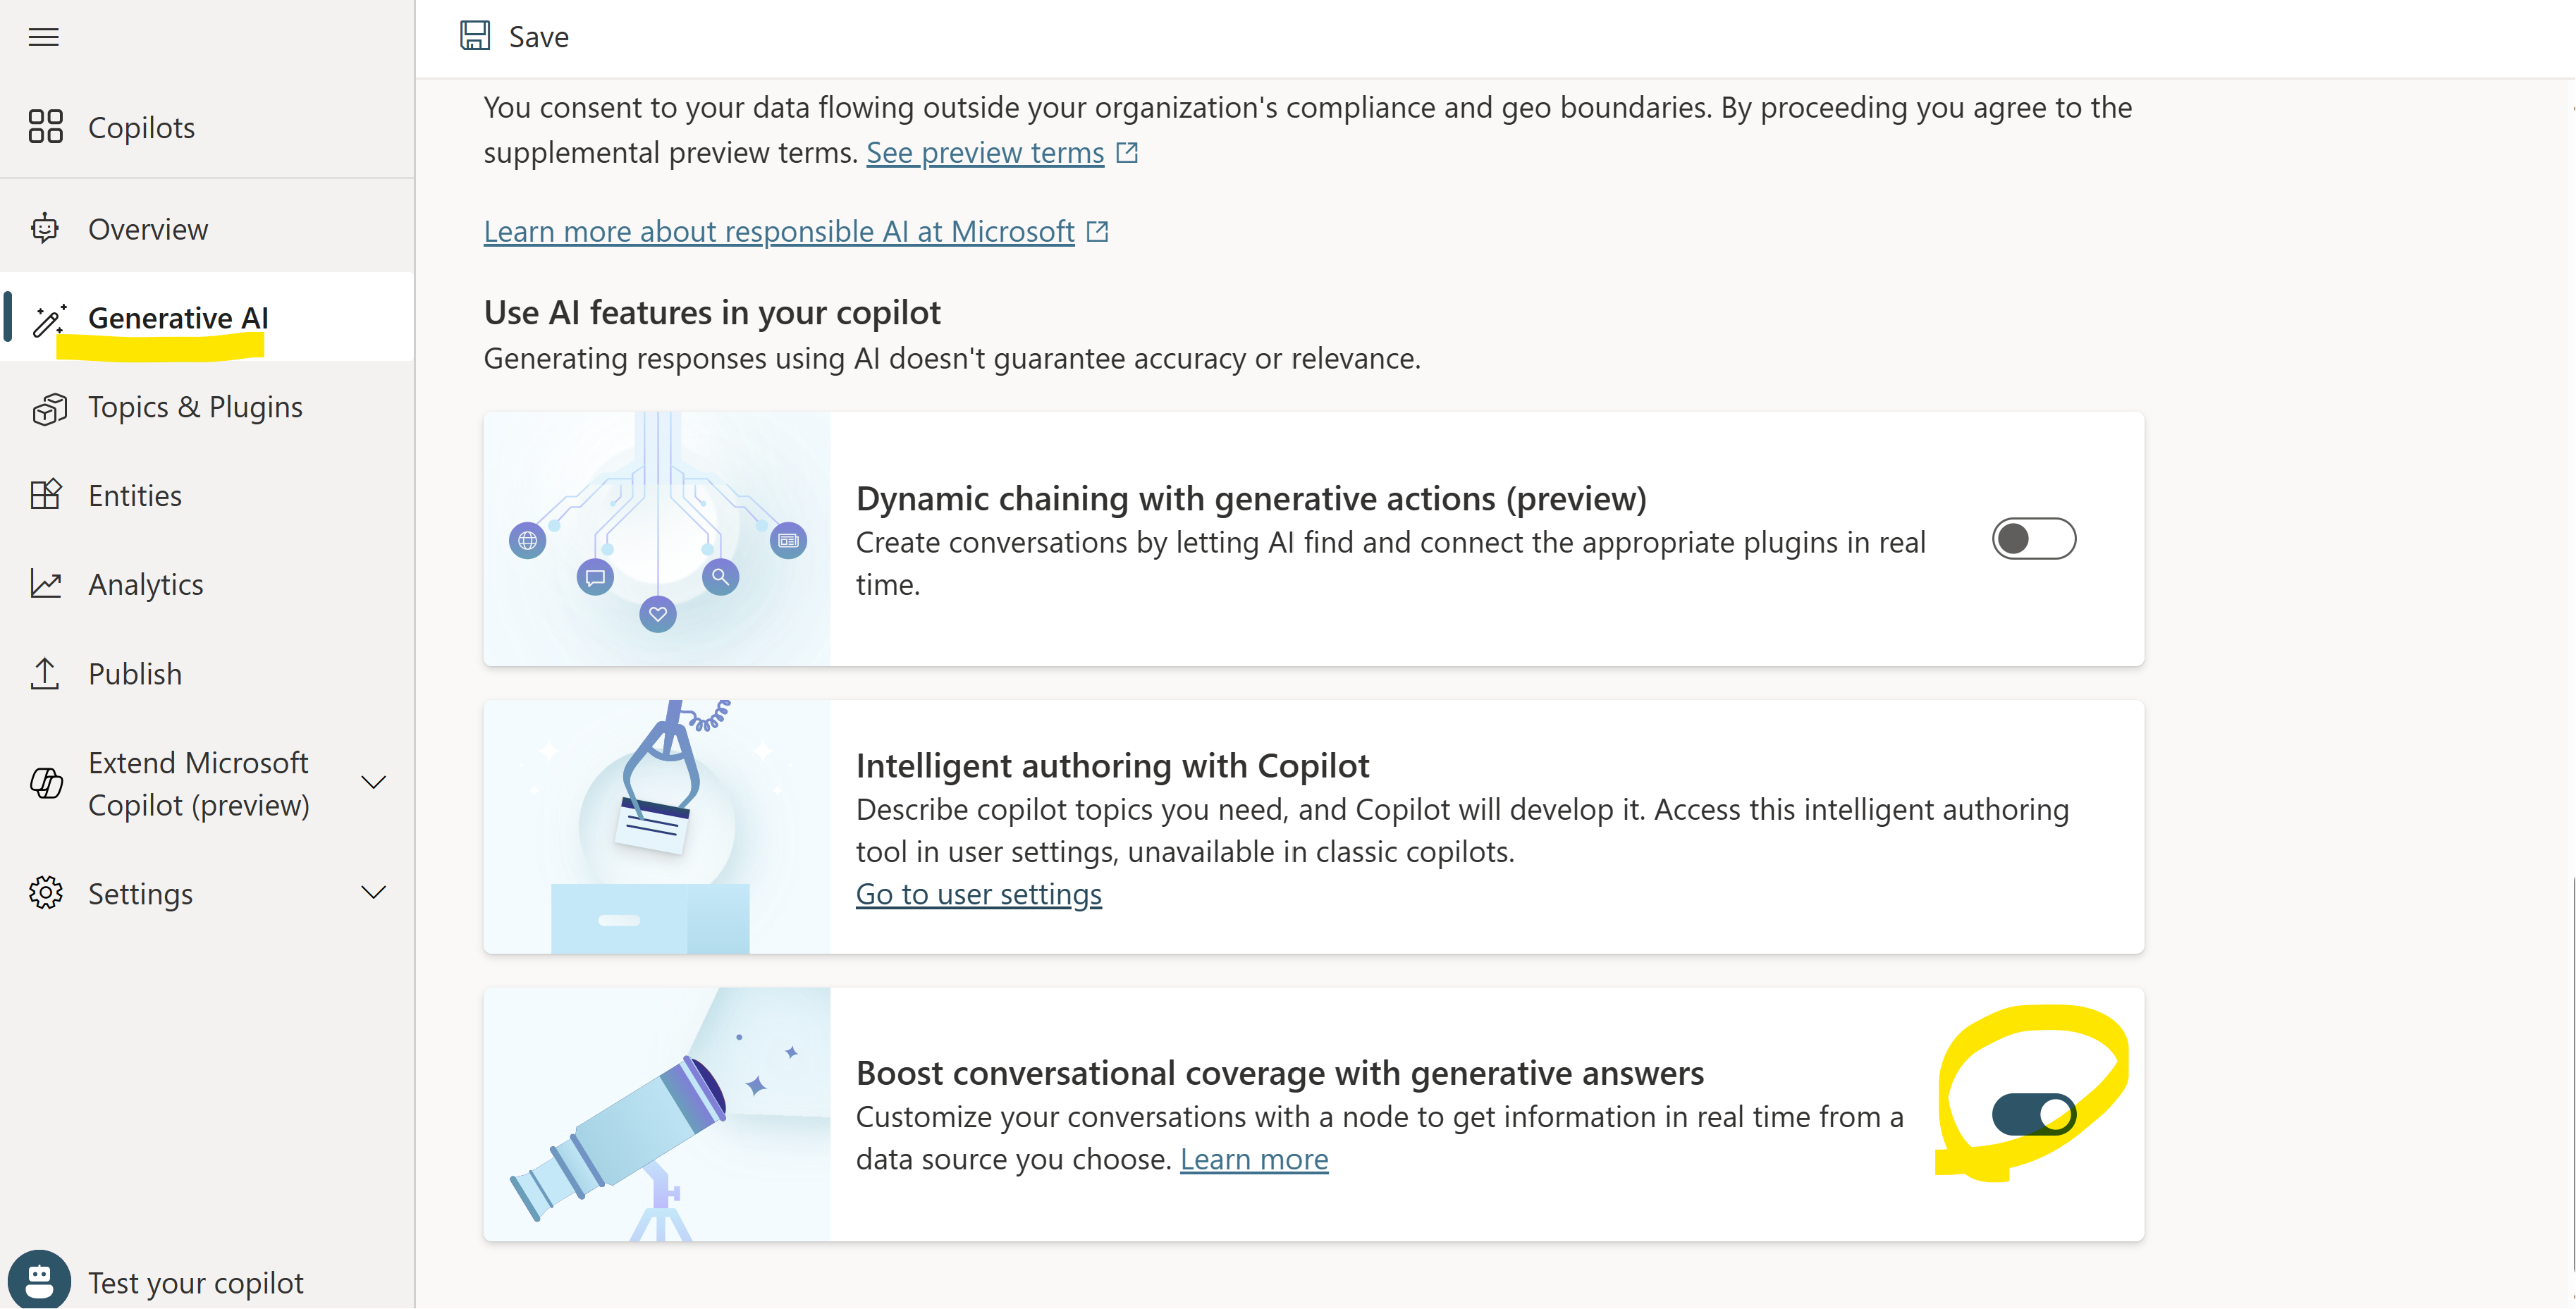 Save
Copilots
Overview
Generative AI
Topics & Plugins
Entities
Analytics
Publish
Extend Microsoft
Copilot (preview)
Settings
Test your copilot
You consent to your data flowing outside your organization's compliance and geo boundaries. By proceeding you agree to the
supplemental preview terms. See preview terms
Learn more about responsible AI at Microsoft
Use AI features in your copilot
Generating responses using AI doesn't guarantee accuracy or relevance.
Dynamic chaining with generative actions (preview)
Create conversations by letting AI find and connect the appropriate plugins in real
time.
Intelligent authoring with Copilot
Describe copilot topics you need, and Copilot will develop it. Access this intelligent authoring
tool in user settings, unavailable in classic copilots.
Go to user settings
Boost conversational coverage with generative answers
Customize your conversations with a node to get information in real time from a
data source you choose. Learn more